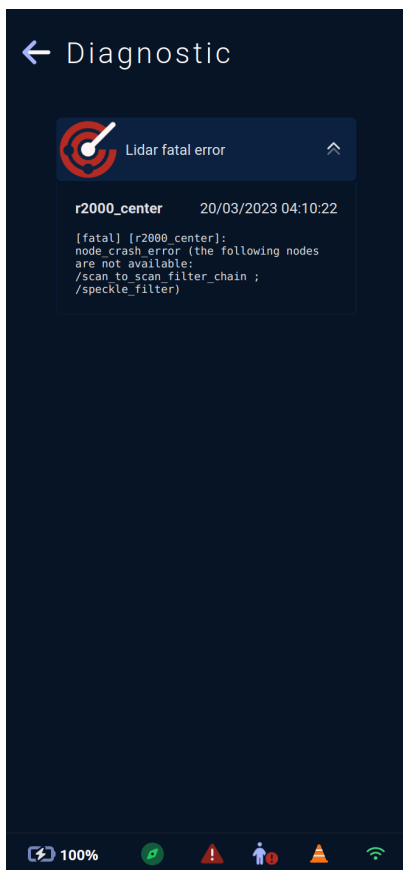 Diagnostic
Lidar fatal error
r2000_center 20/03/2023 04:10:22
[fatal] [r2000_center]:
node_crash_error (the following nodes
are not available:
/scan_to_scan_filter_chain ;
/speckle_filter)
100%